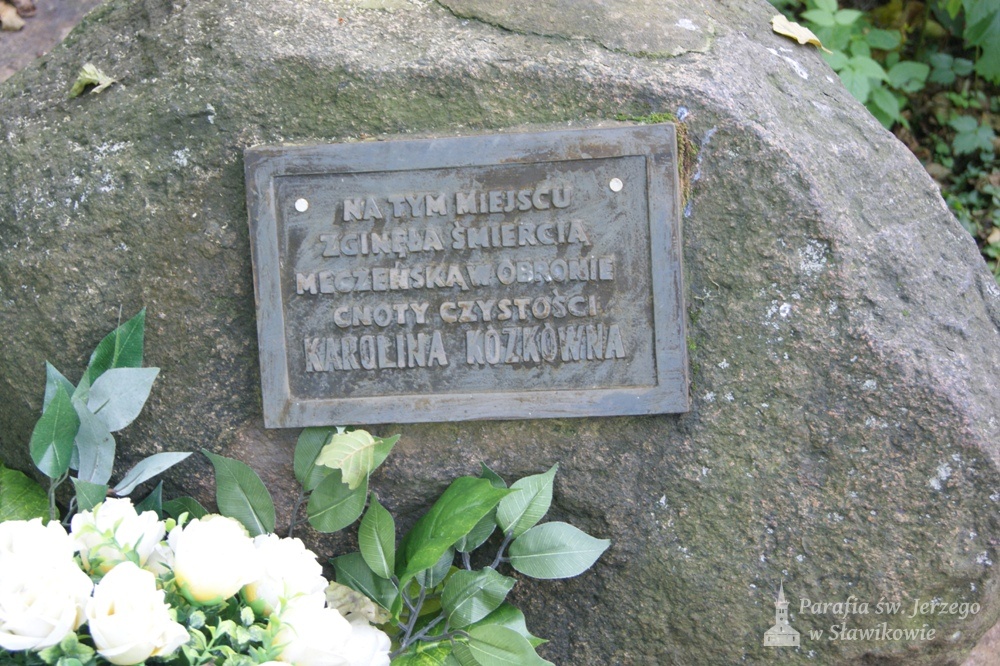 NA TYM MIEJSCU
ZGINĘŁA ŚMIERCIĄ
MĘCZEŃSKĄ W OBRONIE
CNOTY CZYSTOŚCI
KAROLINA KÓZKÓWNA
Parafia św. Jerzego
w Sławikowie